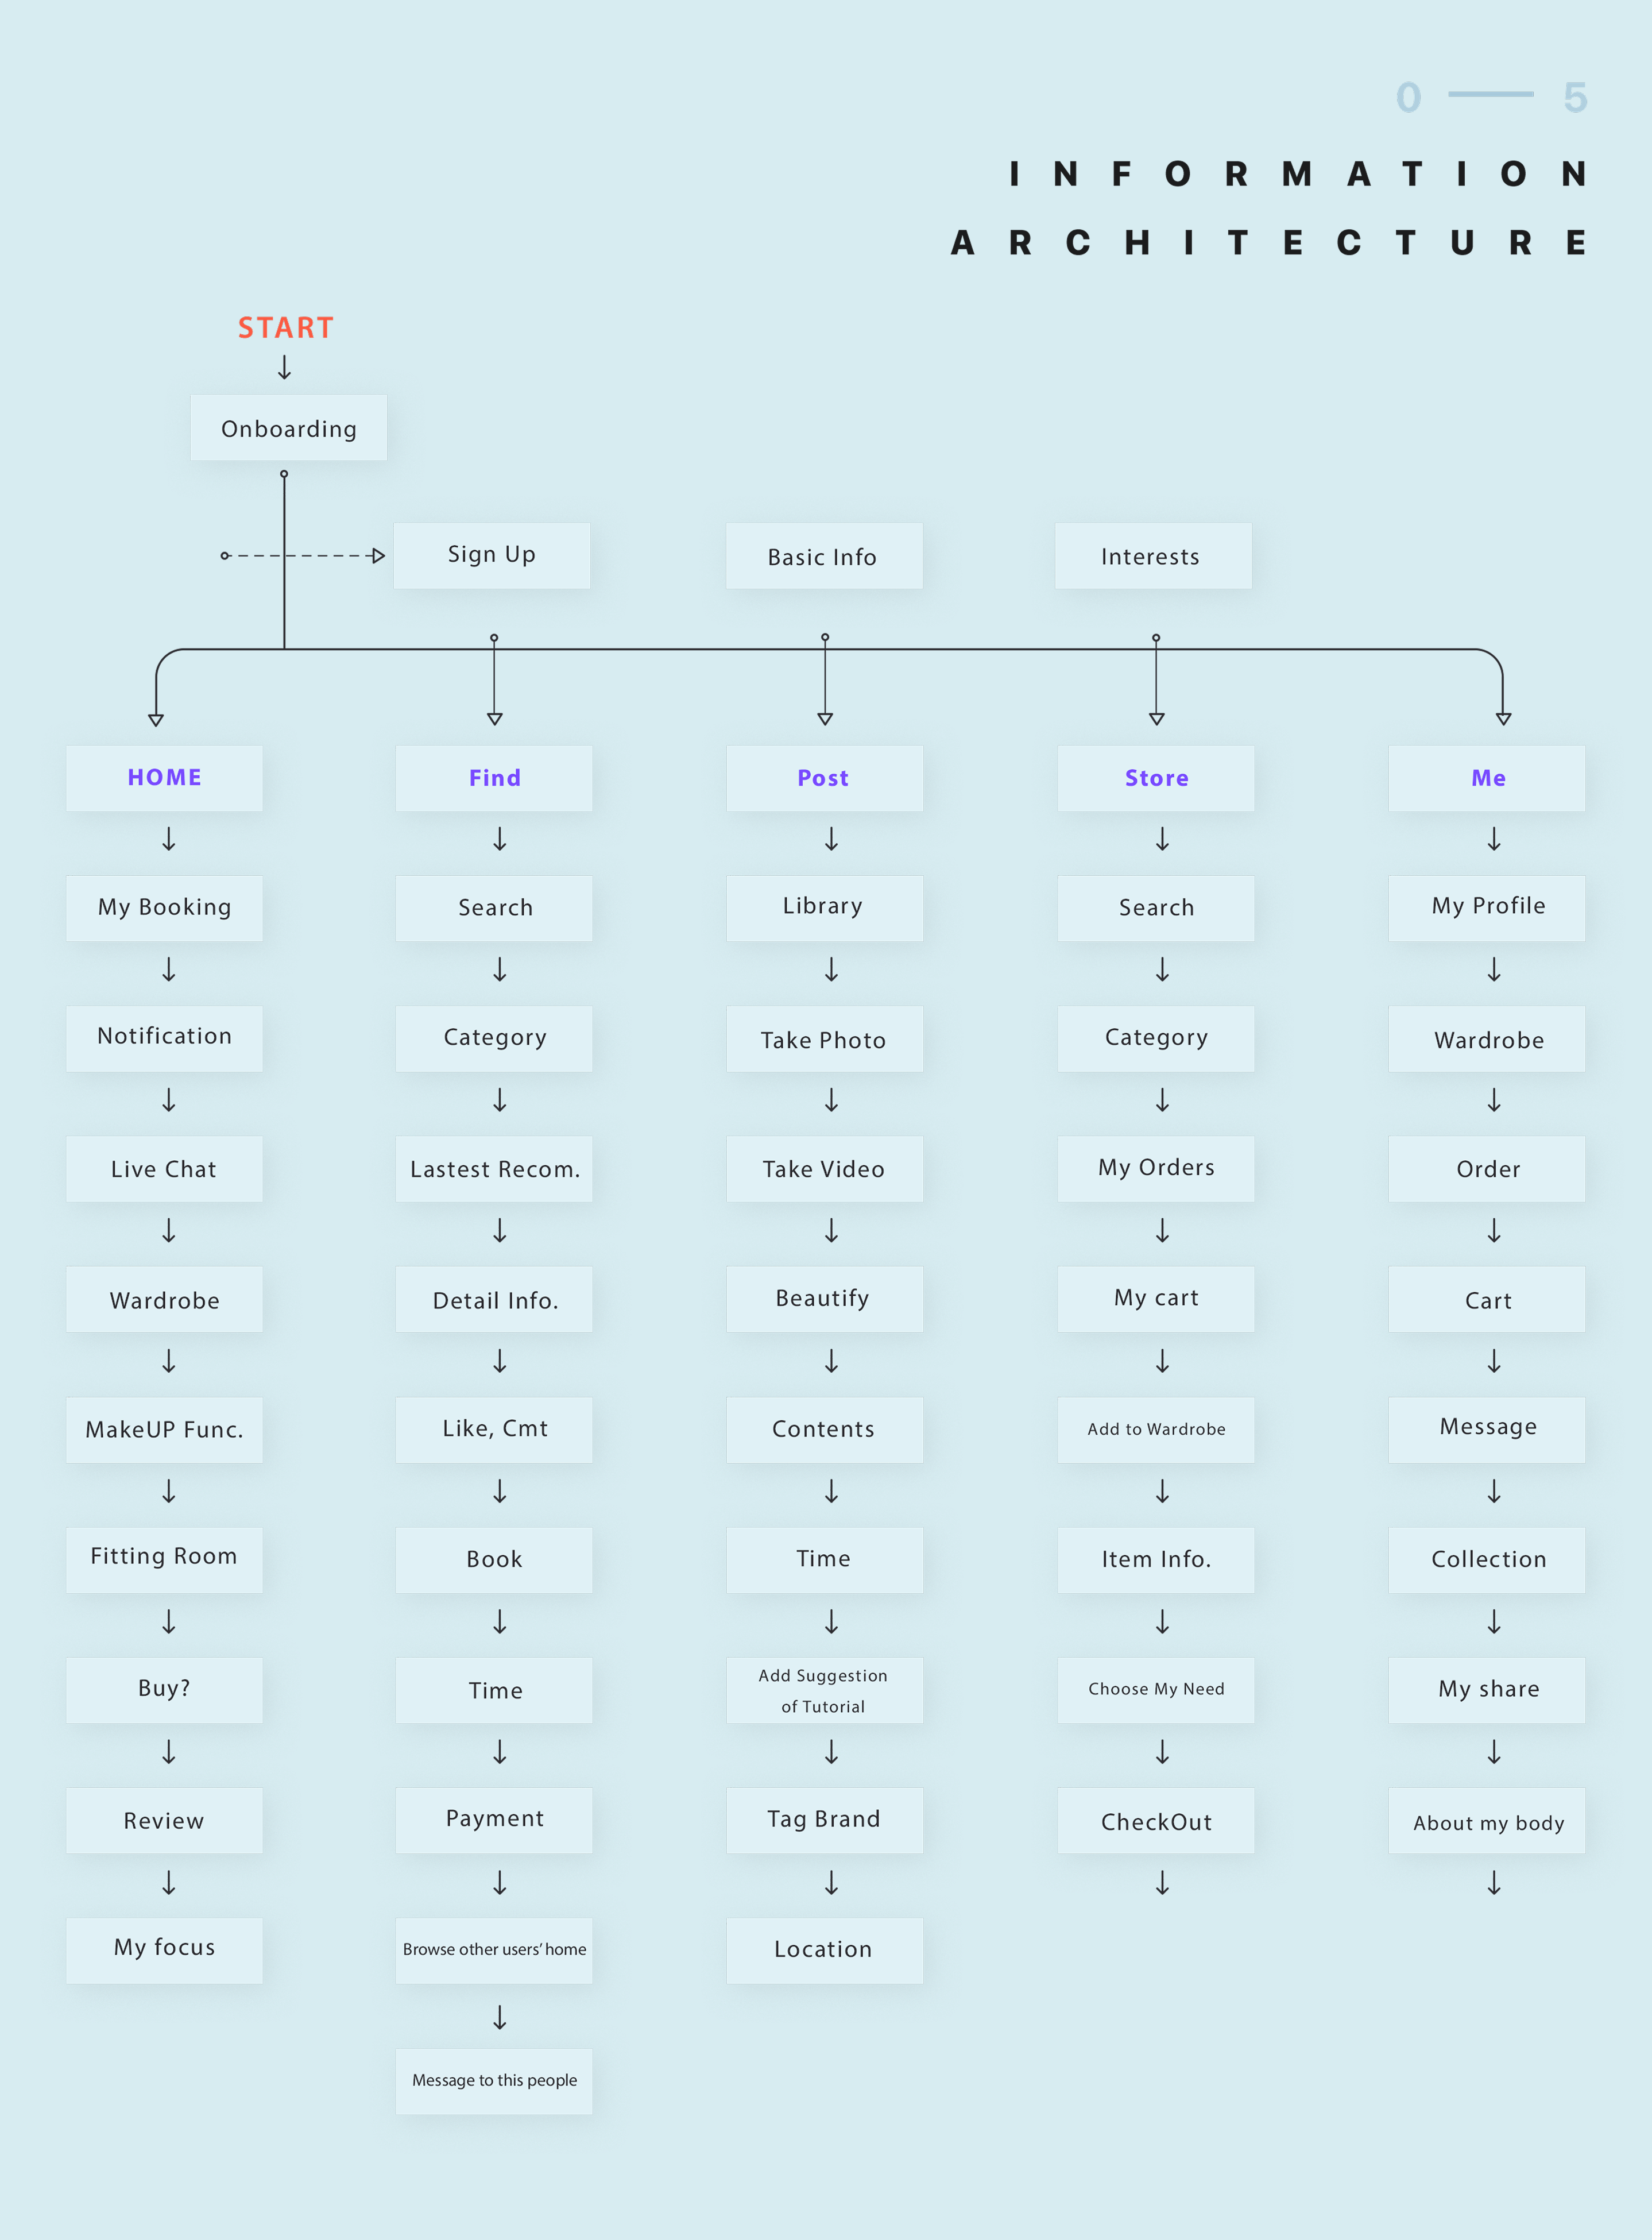 0 5
INFORMATION
ARCHITECTURE
START
Onboarding
Sign Up
Basic Info
Interests
HOME
My Booking
Notification
Live Chat
Wardrobe
MakeUP Func.
Fitting Room
Buy?
Review
My focus
Find
Search
Category
Lastest Recom.
Detail Info.
Like, Cmt
Book
Time
Payment
Browse other users’ home
Message to this people
Post
Library
Take Photo
Take Video
Beautify
Contents
Time
Add Suggestion
of Tutorial
Tag Brand
Location
Store
Search
Category
My Orders
My cart
Add to Wardrobe
Item Info.
Choose My Need
CheckOut
Me
My Profile
Wardrobe
Order
Cart
Message
Collection
My share
About my body